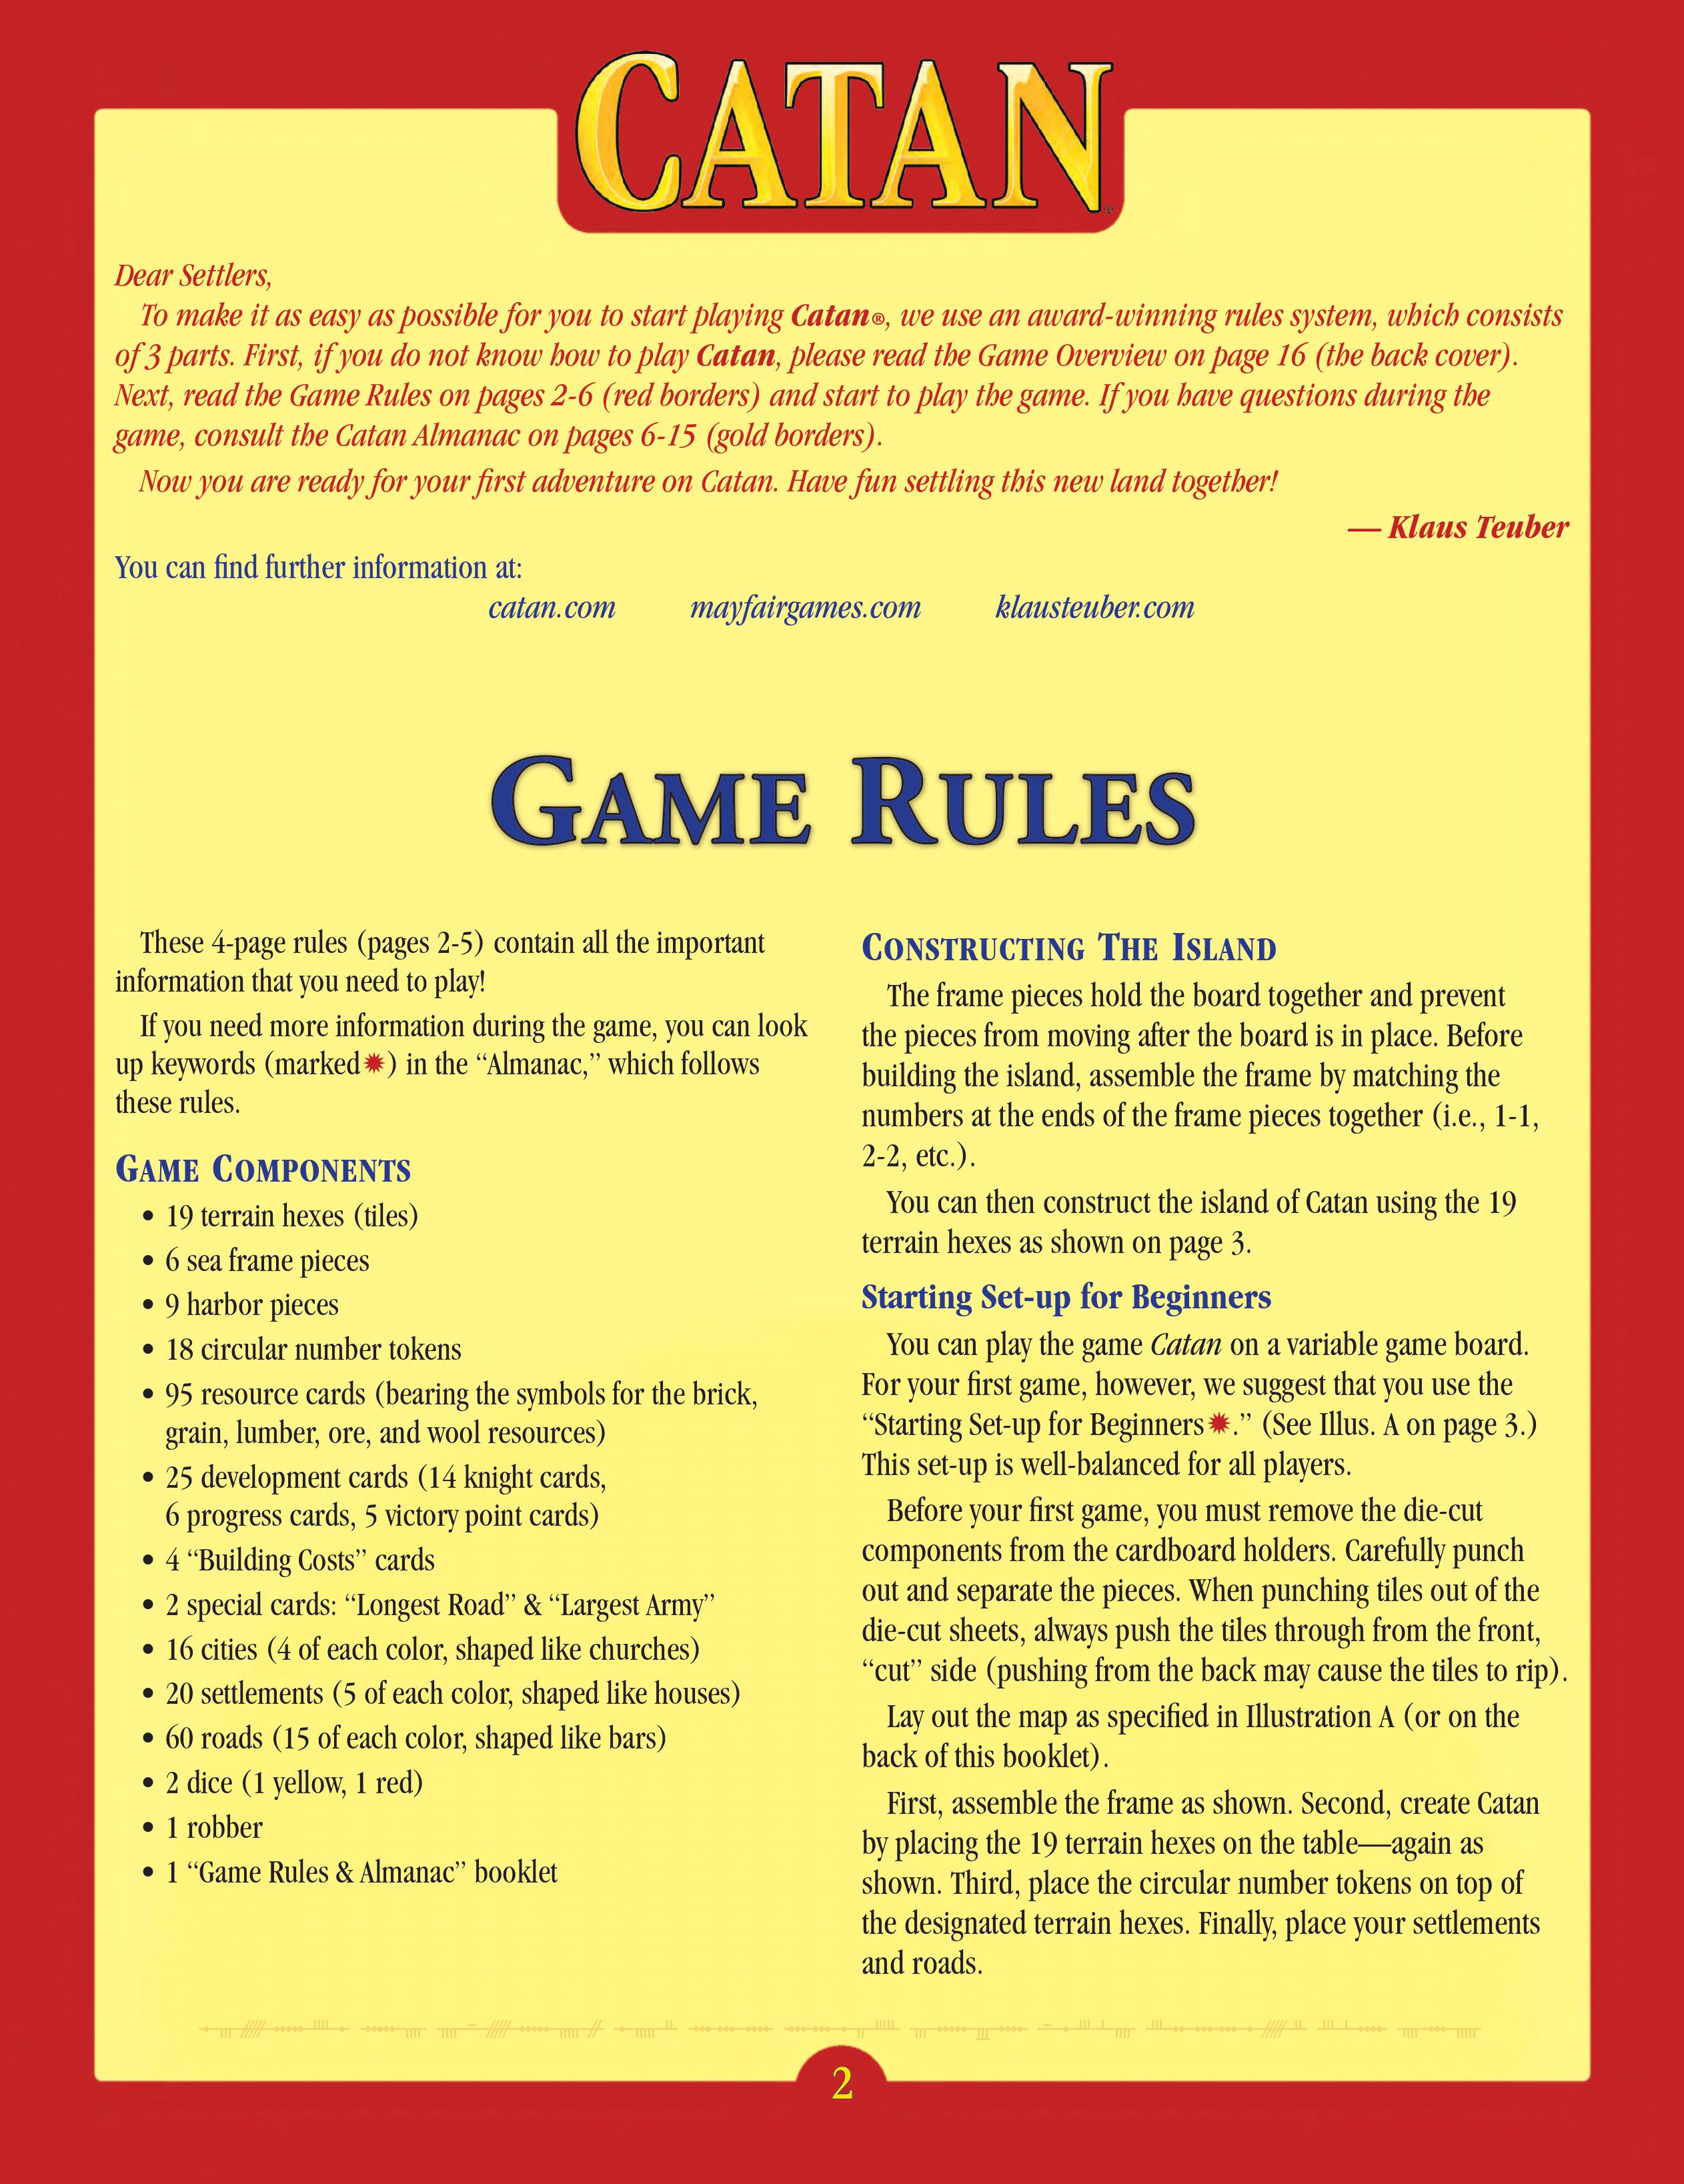 CATAN®
Dear Settlers,
To make it as easy as possible for you to start playing Catan®, we use an award-winning rules system, which consists
of 3 parts. First, if you do not know how to play Catan, please read the Game Overview on page 16 (the back cover).
Next, read the Game Rules on pages 2-6 (red borders) and start to play the game. If you have questions during the
game, consult the Catan Almanac on pages 6-15 (gold borders).
Now you are ready for your first adventure on Catan. Have fun settling this new land together!
— Klaus Teuber
You can find further information at:
catan.com mayfairgames.com klausteuber.com
GAME RULES
These 4-page rules (pages 2-5) contain all the important
information that you need to play!
If you need more information during the game, you can look
up keywords (marked✹) in the “Almanac,” which follows
these rules.
GAME COMPONENTS
• 19 terrain hexes (tiles)
• 6 sea frame pieces
• 9 harbor pieces
• 18 circular number tokens
• 95 resource cards (bearing the symbols for the brick,
grain, lumber, ore, and wool resources)
• 25 development cards (14 knight cards,
6 progress cards, 5 victory point cards)
• 4 “Building Costs” cards
• 2 special cards: “Longest Road” & “Largest Army”
• 16 cities (4 of each color, shaped like churches)
• 20 settlements (5 of each color, shaped like houses)
• 60 roads (15 of each color, shaped like bars)
• 2 dice (1 yellow, 1 red)
• 1 robber
• 1 “Game Rules & Almanac” booklet
CONSTRUCTING THE ISLAND
The frame pieces hold the board together and prevent
the pieces from moving after the board is in place. Before
building the island, assemble the frame by matching the
numbers at the ends of the frame pieces together (i.e., 1-1,
2-2, etc.).
You can then construct the island of Catan using the 19
terrain hexes as shown on page 3.
Starting Set-up for Beginners
You can play the game Catan on a variable game board.
For your first game, however, we suggest that you use the
“Starting Set-up for Beginners✹.” (See Illus. A on page 3.)
This set-up is well-balanced for all players.
Before your first game, you must remove the die-cut
components from the cardboard holders. Carefully punch
out and separate the pieces. When punching tiles out of the
die-cut sheets, always push the tiles through from the front,
“cut” side (pushing from the back may cause the tiles to rip).
Lay out the map as specified in Illustration A (or on the
back of this booklet).
First, assemble the frame as shown. Second, create Catan
by placing the 19 terrain hexes on the table—again as
shown. Third, place the circular number tokens on top of
the designated terrain hexes. Finally, place your settlements
and roads.
2